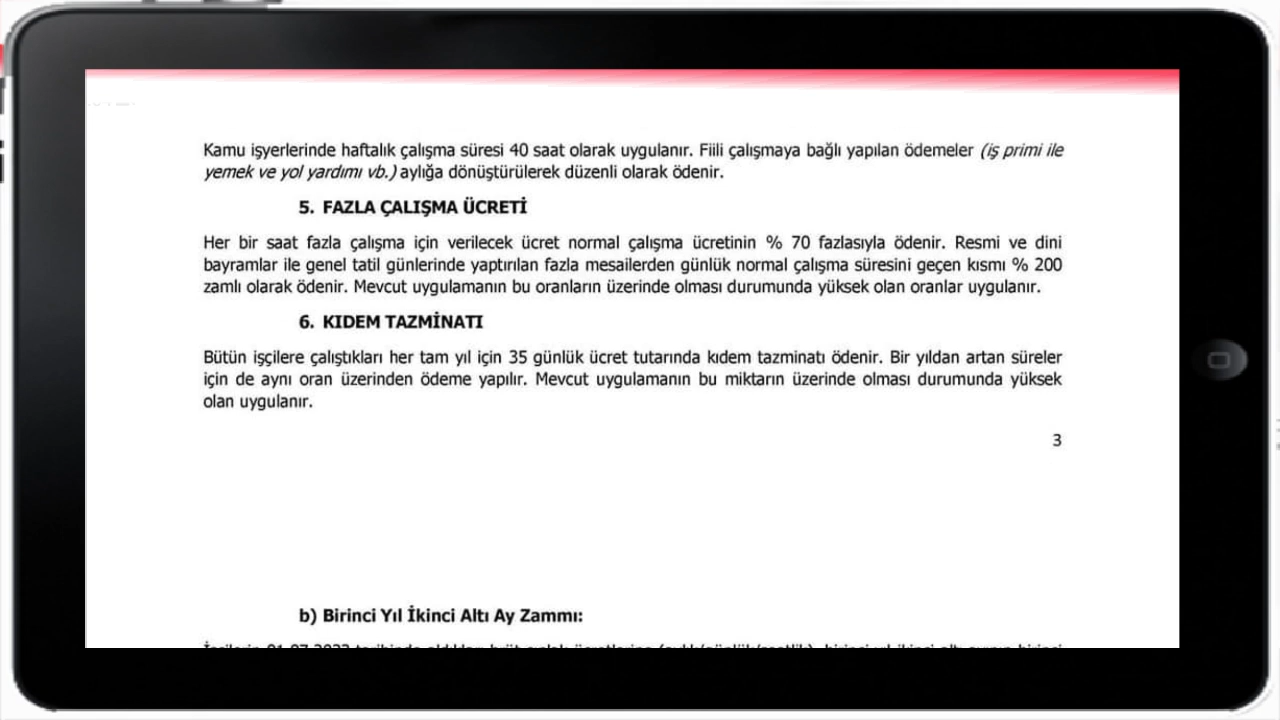 Kamu işyerlerinde haftalık çalışma süresi 40 saat olarak uygulanır. Fiili çalışmaya bağlı yapılan ödemeler (iş primi ile
yemek ve yol yardımı vb.) aylığa dönüştürülerek düzenli olarak ödenir.
5. FAZLA ÇALIŞMA ÜCRETİ
Her bir saat fazla çalışma için verilecek ücret normal çalışma ücretinin % 70 fazlasıyla ödenir. Resmi ve dini
bayramlar ile genel tatil günlerinde yaptırılan fazla mesailerden günlük normal çalışma süresini geçen kısmı % 200
zamlı olarak ödenir. Mevcut uygulamanın bu oranların üzerinde olması durumunda yüksek olan oranlar uygulanır.
6. KIDEM TAZMİNATI
Bütün işçilere çalıştıkları her tam yıl için 35 günlük ücret tutarında kıdem tazminatı ödenir. Bir yıldan artan süreler
için de aynı oran üzerinden ödeme yapılır. Mevcut uygulamanın bu miktarın üzerinde olması durumunda yüksek
olan uygulanır.
3
b) Birinci Yıl İkinci Altı Ay Zammı: